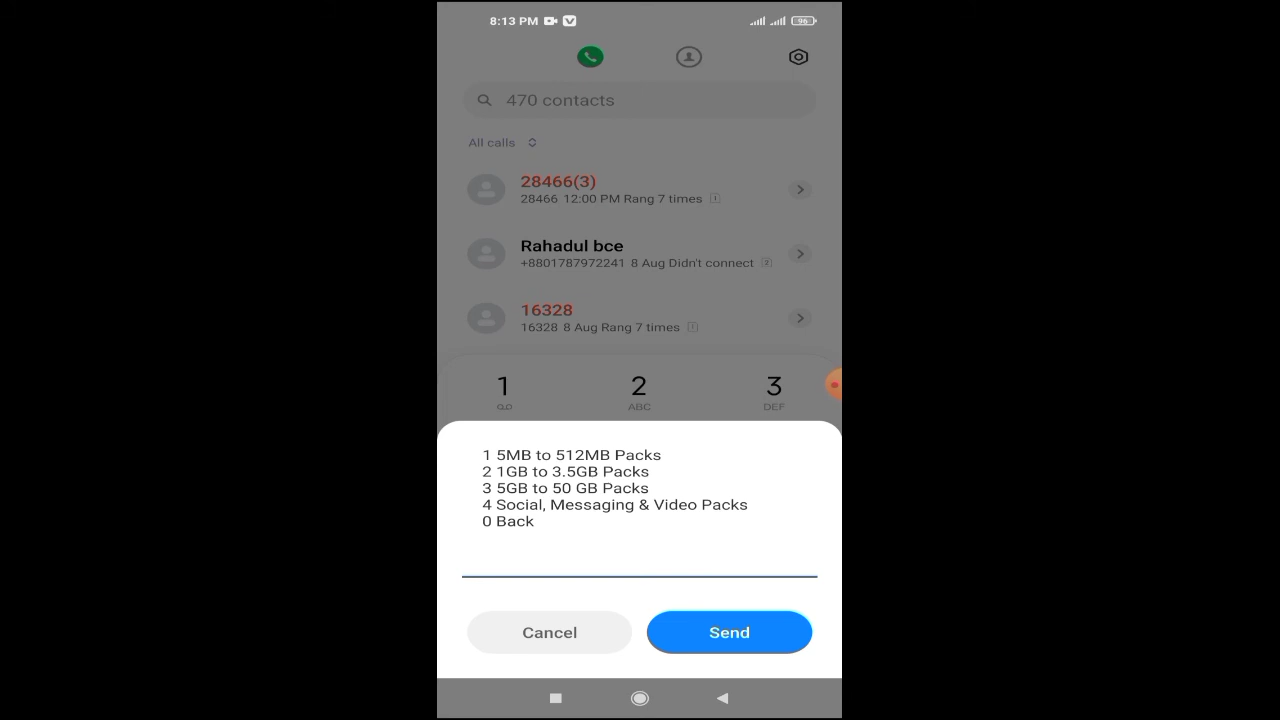 8:13 PM
96
470 contacts
All calls
28466(3)
28466 12:00 PM Rang 7 times 1
Rahadul bce
+8801787972241 8 Aug Didn't connect 2
16328
16328 8 Aug Rang 7 times 1
1 2 3
ABC DEF
1 5MB to 512MB Packs
2 1GB to 3.5GB Packs
3 5GB to 50 GB Packs
4 Social, Messaging & Video Packs
0 Back
Cancel Send